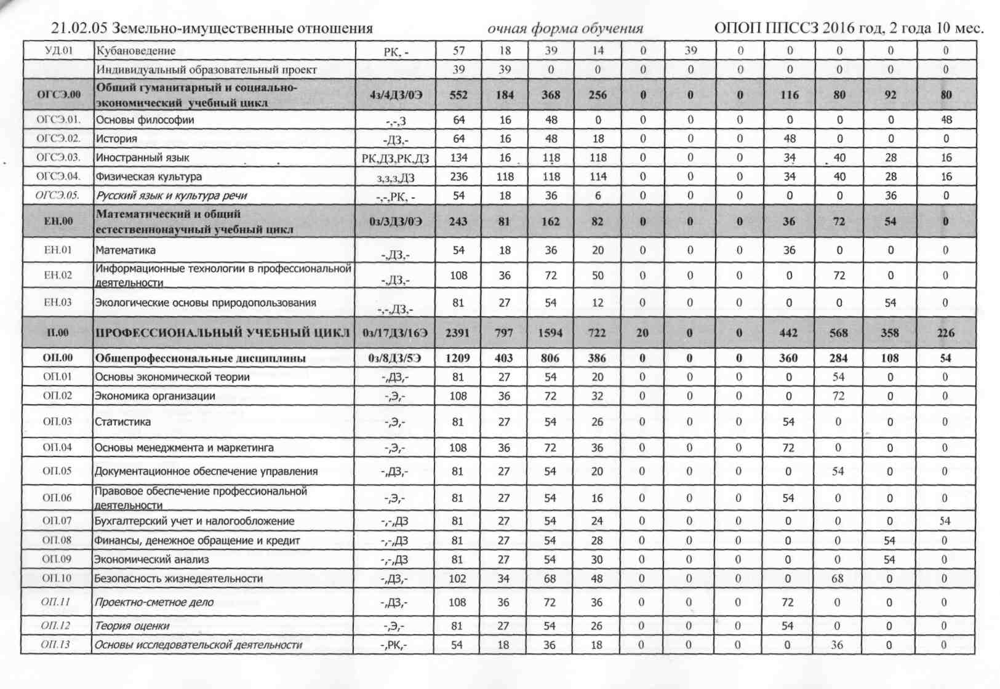 21.02.05 Земельно-имущественные отношения очная форма обучения ОПОП ППССЗ 2016 год, 2 года 10 мес.
УД.01 Кубановедение РК, - 57 18 39 14 0 39 0 0 0 0 0
Индивидуальный образовательный проект 39 39 0 0 0 0 0 0 0 0 0
ОГСЭ.00 Общий гуманитарный и социально-
экономический учебный цикл 4з/4ДЗ/0Э 552 184 368 256 0 0 0 116 80 92 80
ОГСЭ.01. Основы философии -,-,З 64 16 48 0 0 0 0 0 0 0 48
ОГСЭ.02. История -ДЗ,- 64 16 48 18 0 0 0 48 0 0 0
ОГСЭ.03. Иностранный язык РК,ДЗ,РК,ДЗ 134 16 118 118 0 0 0 34 40 28 16
ОГСЭ.04. Физическая культура з,з,з,ДЗ 236 118 118 114 0 0 0 34 40 28 16
ОГСЭ.05. Русский язык и культура речи -,-,РК, - 54 18 36 6 0 0 0 0 0 36 0
ЕН.00 Математический и общий
естественнонаучный учебный цикл 0з/3ДЗ/0Э 243 81 162 82 0 0 0 36 72 54 0
ЕН.01 Математика -,ДЗ,- 54 18 36 20 0 0 0 36 0 0 0
ЕН.02 Информационные технологии в профессиональной
деятельности -,ДЗ,- 108 36 72 50 0 0 0 0 72 0 0
ЕН.03 Экологические основы природопользования -,-,ДЗ,- 81 27 54 12 0 0 0 0 0 54 0
П.00 ПРОФЕССИОНАЛЬНЫЙ УЧЕБНЫЙ ЦИКЛ 0з/17ДЗ/16Э 2391 797 1594 722 20 0 0 442 568 358 226
ОП.00 Общепрофессиональные дисциплины 0з/8ДЗ/5Э 1209 403 806 386 0 0 0 360 284 108 54
ОП.01 Основы экономической теории -,ДЗ,- 81 27 54 20 0 0 0 0 54 0 0
ОП.02 Экономика организации -,Э,- 108 36 72 32 0 0 0 0 72 0 0
ОП.03 Статистика -,Э,- 81 27 54 26 0 0 0 54 0 0 0
ОП.04 Основы менеджмента и маркетинга -,Э,- 108 36 72 36 0 0 0 72 0 0 0
ОП.05 Документационное обеспечение управления -,ДЗ,- 81 27 54 20 0 0 0 0 54 0 0
ОП.06 Правовое обеспечение профессиональной
деятельности -,Э,- 81 27 54 16 0 0 0 54 0 0 0
ОП.07 Бухгалтерский учет и налогообложение -,-,ДЗ 81 27 54 24 0 0 0 0 0 0 54
ОП.08 Финансы, денежное обращение и кредит -,-,ДЗ 81 27 54 28 0 0 0 0 0 54 0
ОП.09 Экономический анализ -,-,ДЗ 81 27 54 30 0 0 0 0 0 54 0
ОП.10 Безопасность жизнедеятельности -,ДЗ,- 102 34 68 48 0 0 0 0 68 0 0
ОП.11 Проектно-сметное дело -,ДЗ,- 108 36 72 36 0 0 0 72 0 0 0
ОП.12 Теория оценки -,Э,- 81 27 54 26 0 0 0 54 0 0 0
ОП.13 Основы исследовательской деятельности -,РК,- 54 18 36 18 0 0 0 0 36 0 0